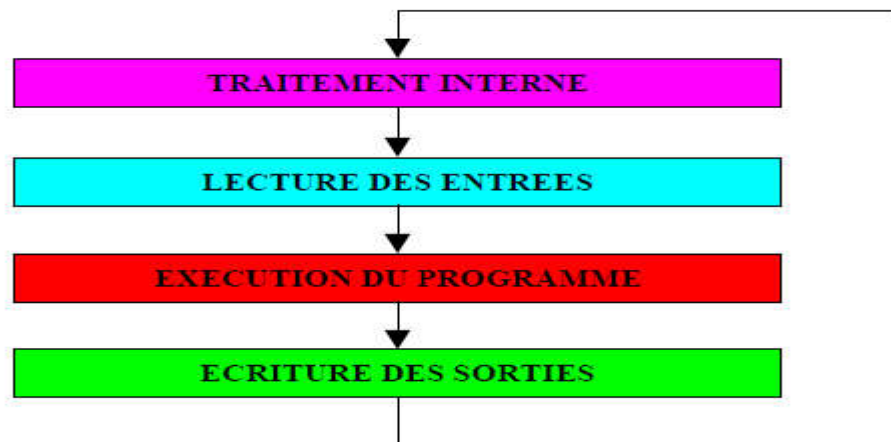 TRAITEMENT INTERNE
LECTURE DES ENTREES
EXECUTION DU PROGRAMME
ECRITURE DES SORTIES